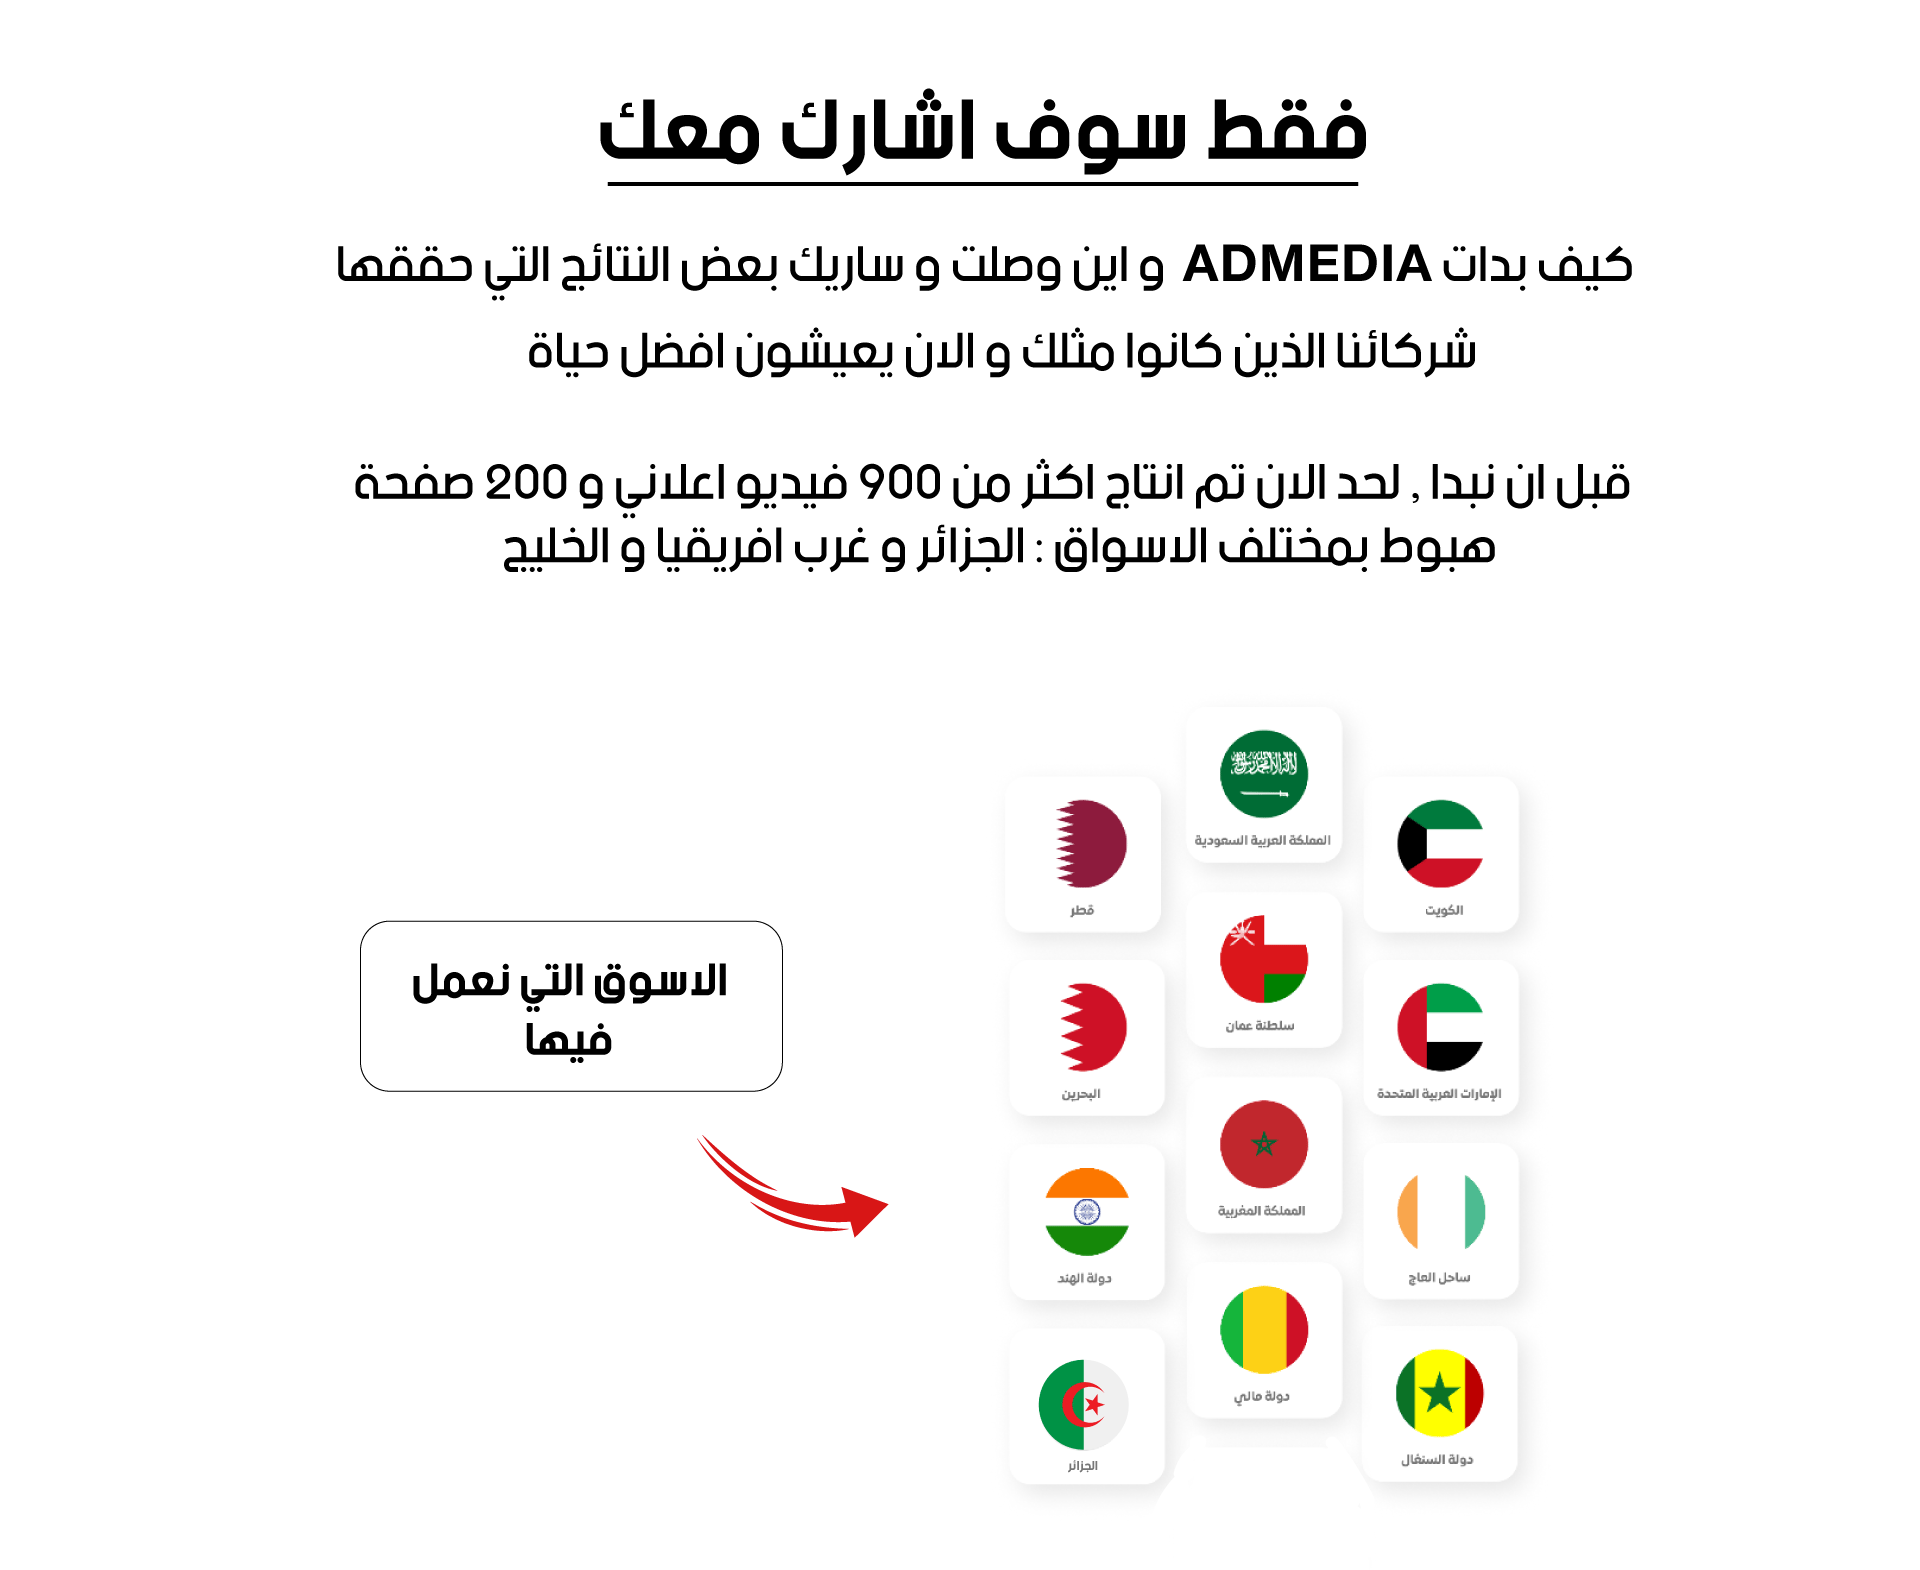 فقط سوف اشارك معك
كيف بدات ADMEDIA و اين وصلت و ساريك بعض النتائج التي حققها
شركائنا الذين كانوا مثلك و الان يعيشون افضل حياة
قبل ان نبدا , لحد الان تم انتاج اكثر من 900 فيديو اعلاني و 200 صفحة
هبوط بمختلف الاسواق : الجزائر و غرب افريقيا و الخليج
المملكة العربية السعودية
الكويت
قطر
سلطنة عمان
الإمارات العربية المتحدة
البحرين
المملكة المغربية
ساحل العاج
دولة الهند
دولة مالي
دولة السنغال
الجزائر
الاسوق التي نعمل
فيها